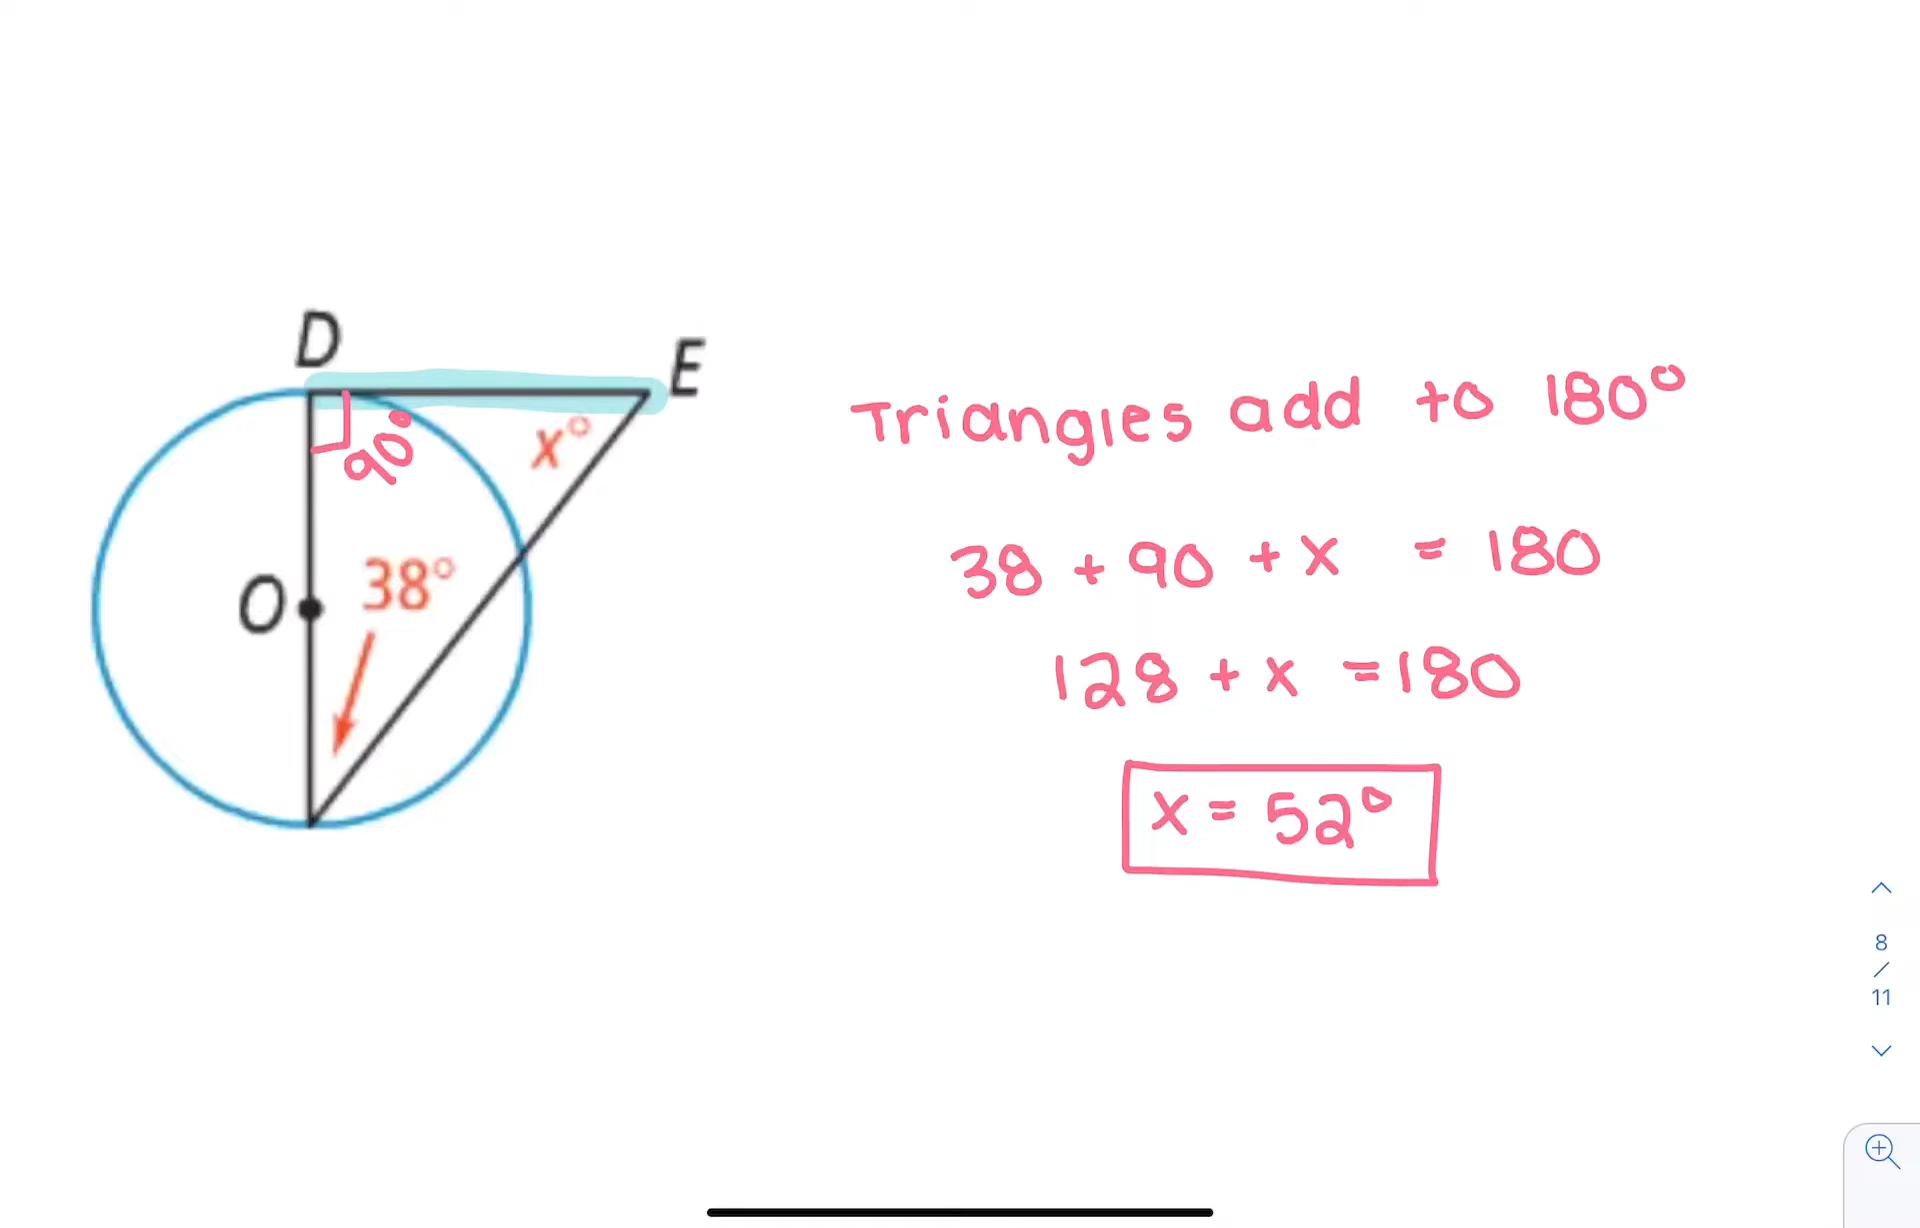 D
E
90°
x°
O
38°
Triangles add to 180°
38 + 90 + x = 180
128 + x = 180
x = 52°
8
/
11